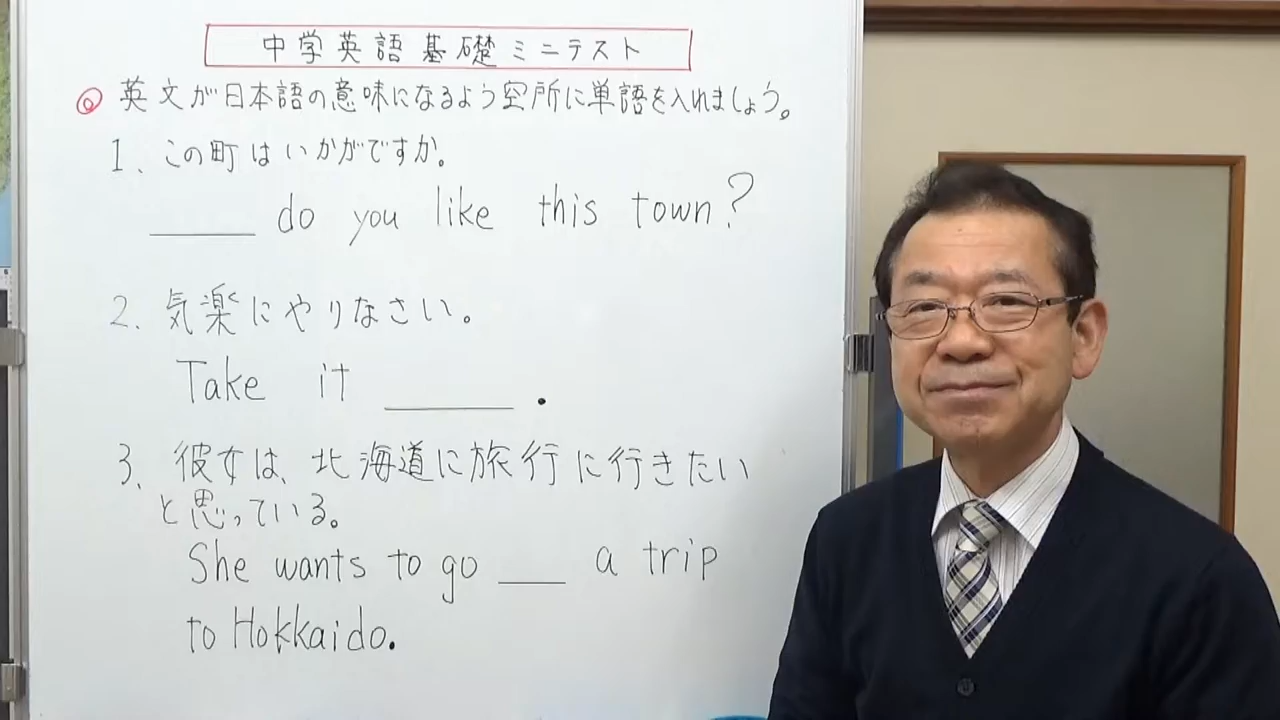 中学英語基礎ミニテスト
Q 英文が日本語の意味になるよう空所に単語を入れましょう。
1、この町はいかがですか。
____ do you like this town?
2. 気楽にやりなさい。
Take it ____ .
3、彼女は、北海道に旅行に行きたい
と思っている。
She wants to go ____ a trip
to Hokkaido.